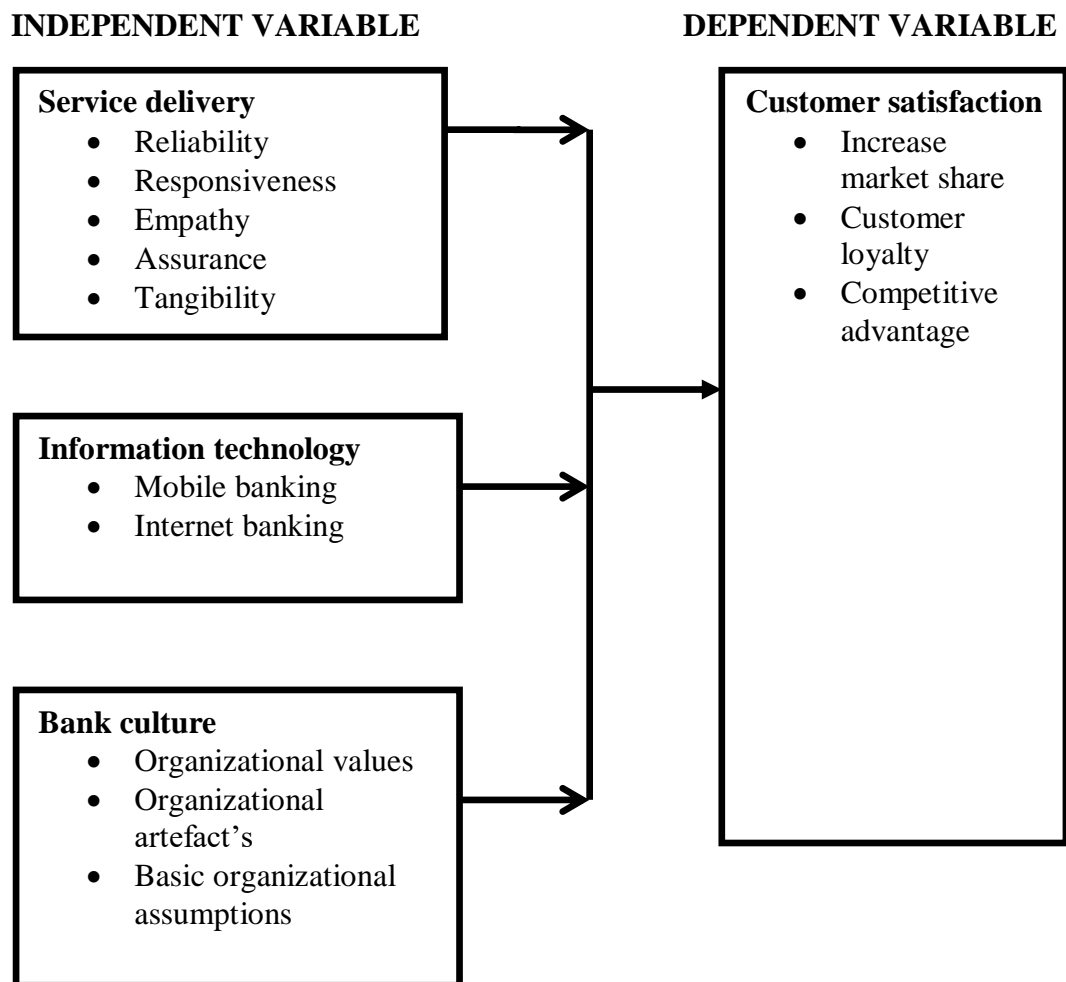 INDEPENDENT VARIABLE
DEPENDENT VARIABLE
Service delivery
• Reliability
• Responsiveness
• Empathy
• Assurance
• Tangibility
Information technology
• Mobile banking
• Internet banking
Bank culture
• Organizational values
• Organizational
artefact’s
• Basic organizational
assumptions
Customer satisfaction
• Increase
market share
• Customer
loyalty
• Competitive
advantage